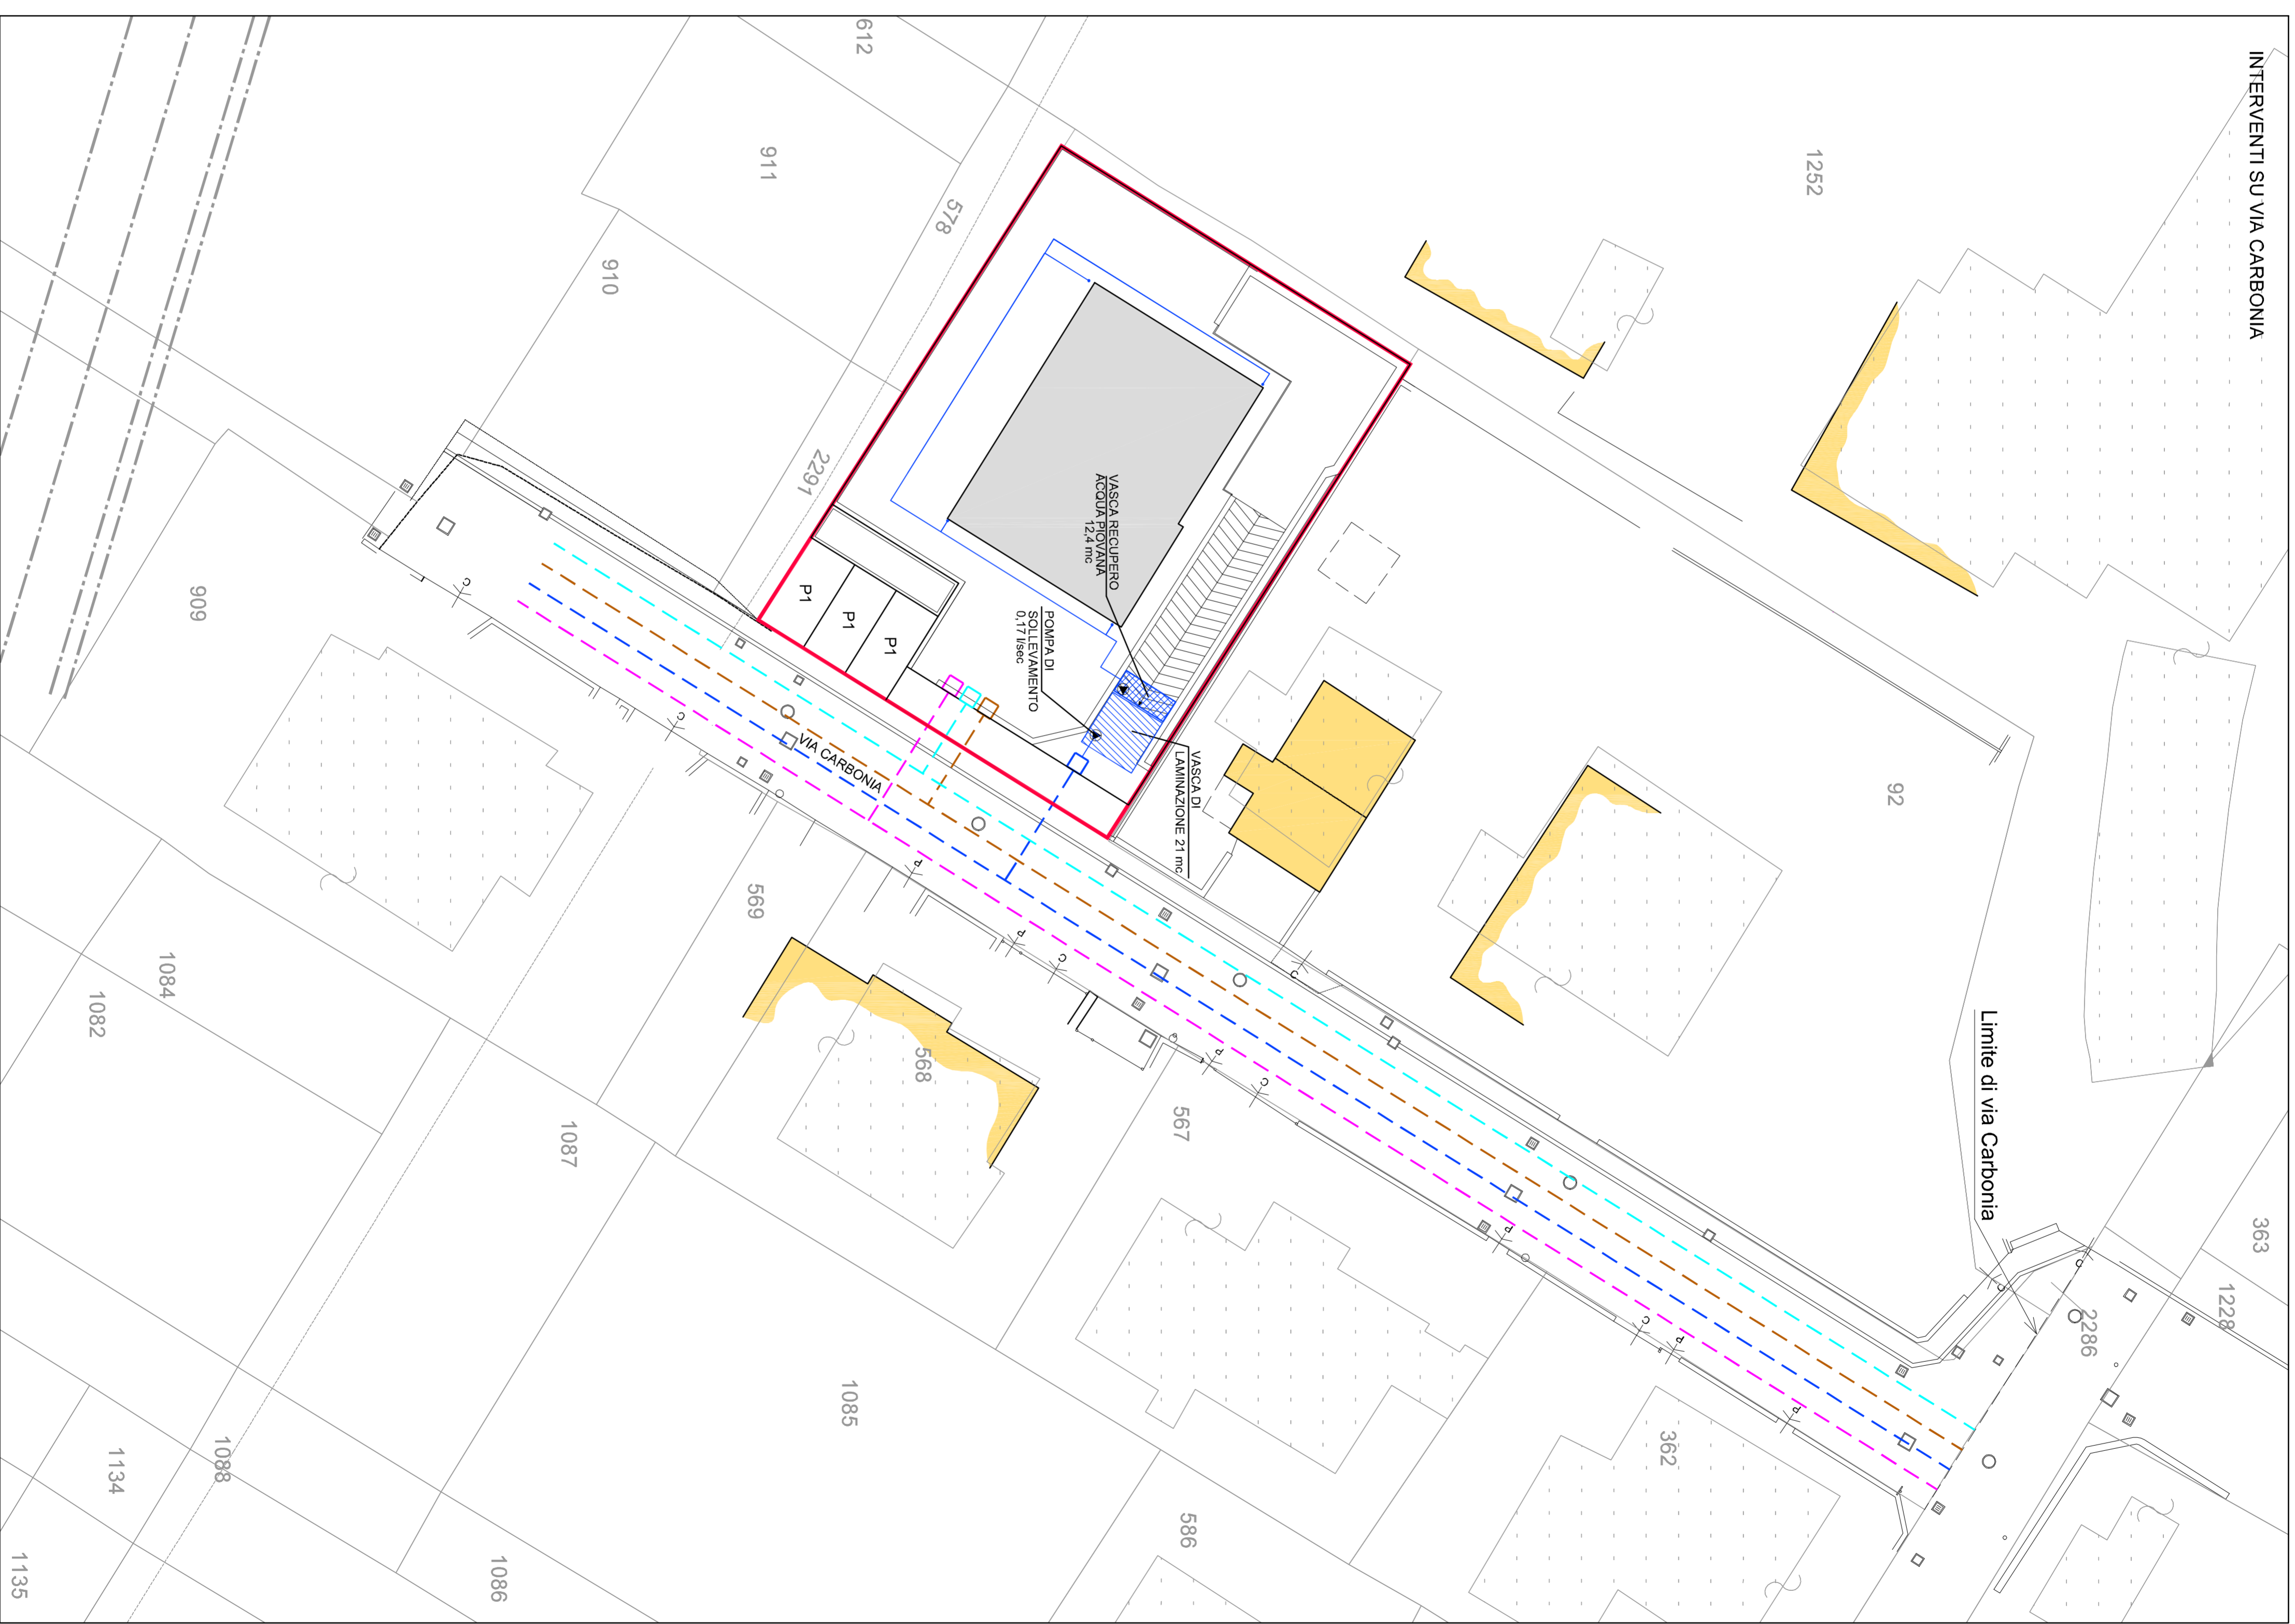 INTERVENTI SU VIA CARBONIA
363
1228
2286
Limite di via Carbonia
92
1252
362
VASCA DI
LAMINAZIONE 21 mc
VASCA RECUPERO
ACQUA PIOVANA
12,4 mc
POMPA DI
SOLLEVAMENTO
0,17 l/sec
P1
P1
P1
VIA CARBONIA
612
578
911
910
2291
909
569
568
567
586
1084
1082
1087
1085
1088
1086
1134
1135
C
C
P
P
C
P
C
C
P
C
P
P
C
C